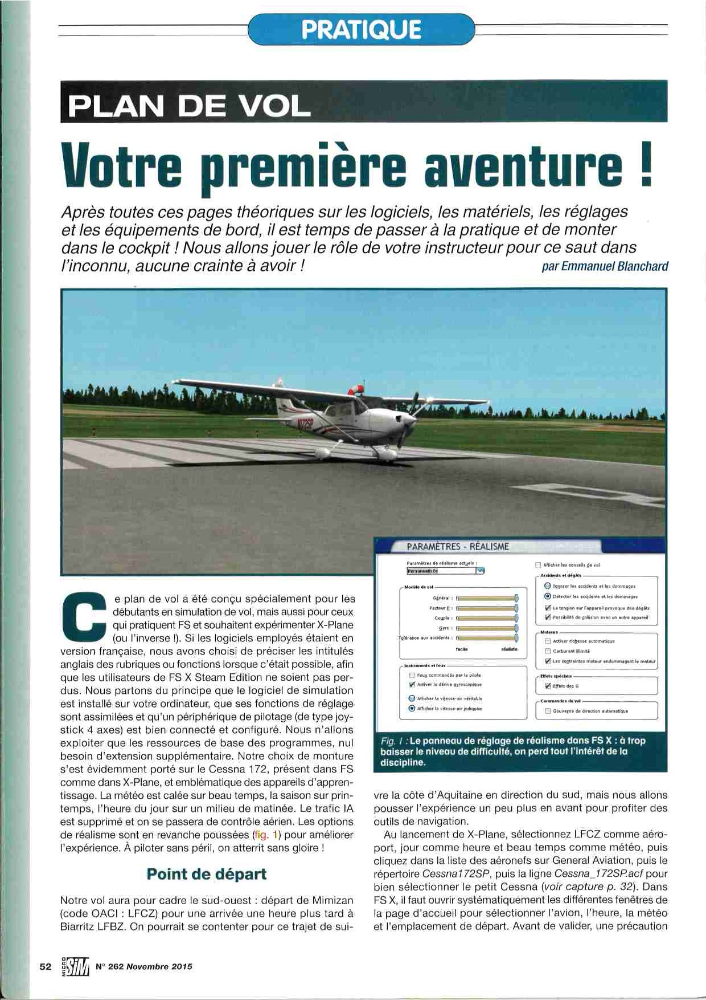 PRATIQUE
PLAN DE VOL
Votre première aventure !
Après toutes ces pages théoriques sur les logiciels, les matériels, les réglages
et les équipements de bord, il est temps de passer à la pratique et de monter
dans le cockpit ! Nous allons jouer le rôle de votre instructeur pour ce saut dans
l'inconnu, aucune crainte à avoir !
par Emmanuel Blanchard
N172SP
PARAMÈTRES - RÉALISME
Paramètres de réalisme actuels :
Personnalisée
Modèle de vol
Général :
Facteur P :
Couple :
Gyro :
Tolérance aux accidents :
facile réaliste
Instruments et feux
Feux commandés par le pilote
Activer la dérive gyroscopique
Afficher la vitesse-air véritable
Afficher la vitesse-air indiquée
Afficher les conseils de vol
Accidents et dégâts
Ignorer les accidents et les dommages
Détecter les accidents et les dommages
La tension sur l'appareil provoque des dégâts
Possibilité de collision avec un autre appareil
Moteurs
Activer richesse automatique
Carburant illimité
Les contraintes moteur endommagent le moteur
Effets spéciaux
Effets des G
Commandes de vol
Gouverne de direction automatique
Fig. 1 : Le panneau de réglage de réalisme dans FS X : à trop
baisser le niveau de difficulté, on perd tout l'intérêt de la
discipline.
Ce plan de vol a été conçu spécialement pour les
débutants en simulation de vol, mais aussi pour ceux
qui pratiquent FS et souhaitent expérimenter X-Plane
(ou l'inverse !). Si les logiciels employés étaient en
version française, nous avons choisi de préciser les intitulés
anglais des rubriques ou fonctions lorsque c'était possible, afin
que les utilisateurs de FS X Steam Edition ne soient pas per-
dus. Nous partons du principe que le logiciel de simulation
est installé sur votre ordinateur, que ses fonctions de réglage
sont assimilées et qu'un périphérique de pilotage (de type joy-
stick 4 axes) est bien connecté et configuré. Nous n'allons
exploiter que les ressources de base des programmes, nul
besoin d'extension supplémentaire. Notre choix de monture
s'est évidemment porté sur le Cessna 172, présent dans FS
comme dans X-Plane, et emblématique des appareils d'appren-
tissage. La météo est calée sur beau temps, la saison sur prin-
temps, l'heure du jour sur un milieu de matinée. Le trafic IA
est supprimé et on se passera de contrôle aérien. Les options
de réalisme sont en revanche poussées (fig. 1) pour améliorer
l'expérience. À piloter sans péril, on atterrit sans gloire !
Point de départ
Notre vol aura pour cadre le sud-ouest : départ de Mimizan
(code OACI : LFCZ) pour une arrivée une heure plus tard à
Biarritz LFBZ. On pourrait se contenter pour ce trajet de sui-
vre la côte d'Aquitaine en direction du sud, mais nous allons
pousser l'expérience un peu plus en avant pour profiter des
outils de navigation.
Au lancement de X-Plane, sélectionnez LFCZ comme aéro-
port, jour comme heure et beau temps comme météo, puis
cliquez dans la liste des aéronefs sur General Aviation, puis le
répertoire Cessna172SP, puis la ligne Cessna_172SP.acf pour
bien sélectionner le petit Cessna (voir capture p. 32). Dans
FS X, il faut ouvrir systématiquement les différentes fenêtres de
la page d'accueil pour sélectionner l'avion, l'heure, la météo
et l'emplacement de départ. Avant de valider, une précaution
52 MICRO SIM N° 262 Novembre 2015